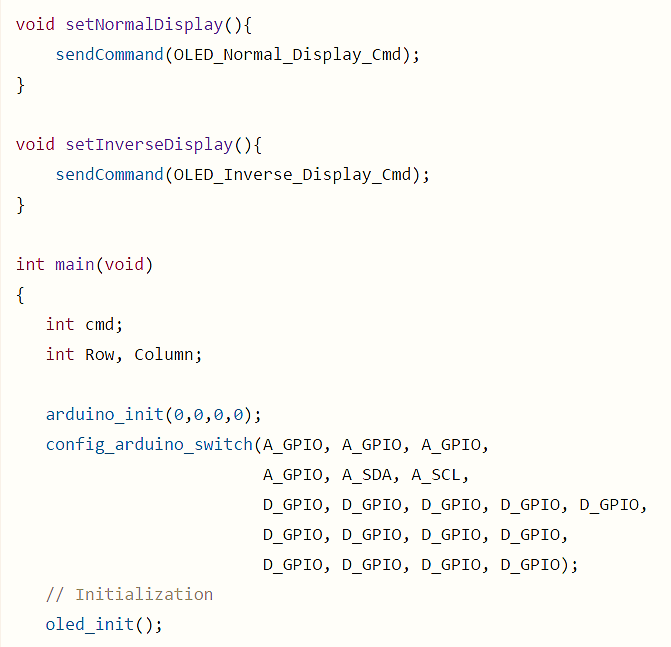 void setNormalDisplay(){
    sendCommand(OLED_Normal_Display_Cmd);
}

void setInverseDisplay(){
    sendCommand(OLED_Inverse_Display_Cmd);
}

int main(void)
{
   int cmd;
   int Row, Column;

   arduino_init(0,0,0,0);
   config_arduino_switch(A_GPIO, A_GPIO, A_GPIO,
                         A_GPIO, A_SDA, A_SCL,
                         D_GPIO, D_GPIO, D_GPIO, D_GPIO, D_GPIO,
                         D_GPIO, D_GPIO, D_GPIO, D_GPIO,
                         D_GPIO, D_GPIO, D_GPIO, D_GPIO);
   // Initialization
   oled_init();